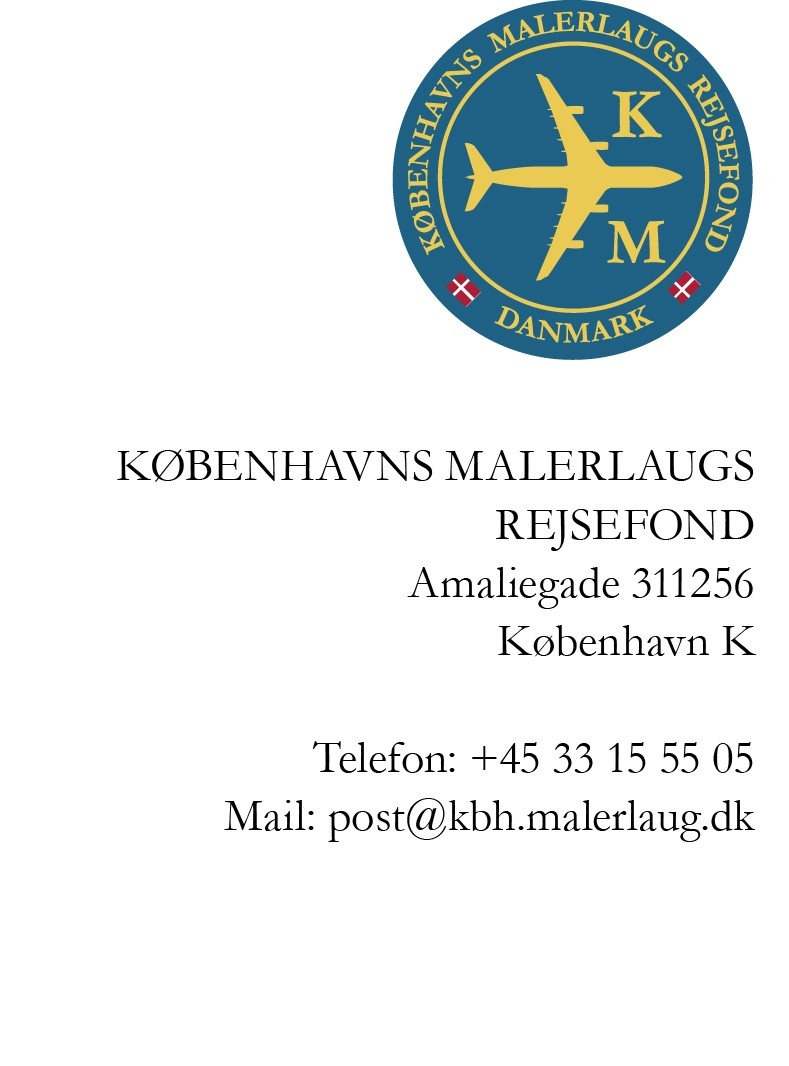 KØBENHAVNS MALERLAUGS REJSEFOND
K
M
DANMARK
KØBENHAVNS MALERLAUGS
REJSEFOND
Amaliegade 311256
København K
Telefon: +45 33 15 55 05
Mail: post@kbh.malerlaug.dk